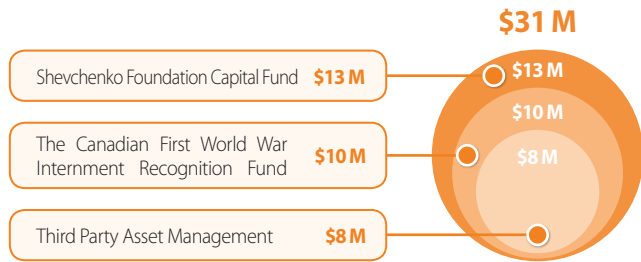 $31 M
Shevchenko Foundation Capital Fund $13 M
$13 M
The Canadian First World War
Internment Recognition Fund $10 M
$10 M
$8 M
Third Party Asset Management $8 M